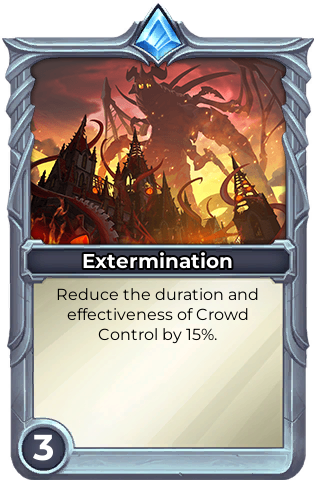 Extermination
Reduce the duration and
effectiveness of Crowd
Control by 15%.
3